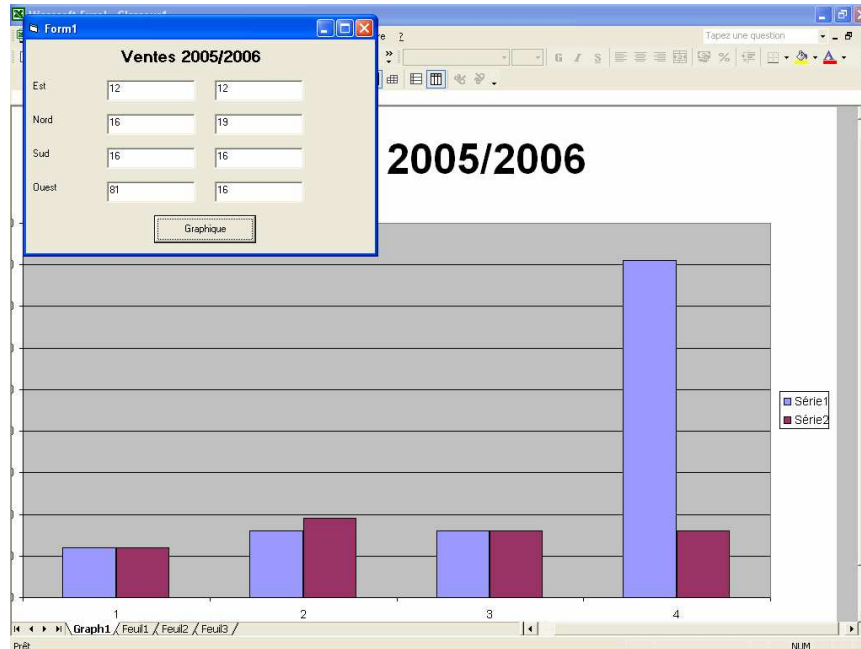 Form1
Tapez une question
re ?
Ventes 2005/2006
G I S
%
Est 12 12
Nord 16 19
Sud 16 16
Ouest 81 16
Graphique
2005/2006
Série1
Série2
1 2 3 4
Graph1 Feuil1 Feuil2 Feuil3
Prêt NUM